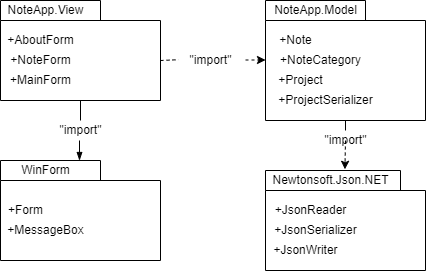 NoteApp.View
+AboutForm
+NoteForm
+MainForm
"import"
NoteApp.Model
+Note
+NoteCategory
+Project
+ProjectSerializer
"import"
"import"
WinForm
+Form
+MessageBox
Newtonsoft.Json.NET
+JsonReader
+JsonSerializer
+JsonWriter